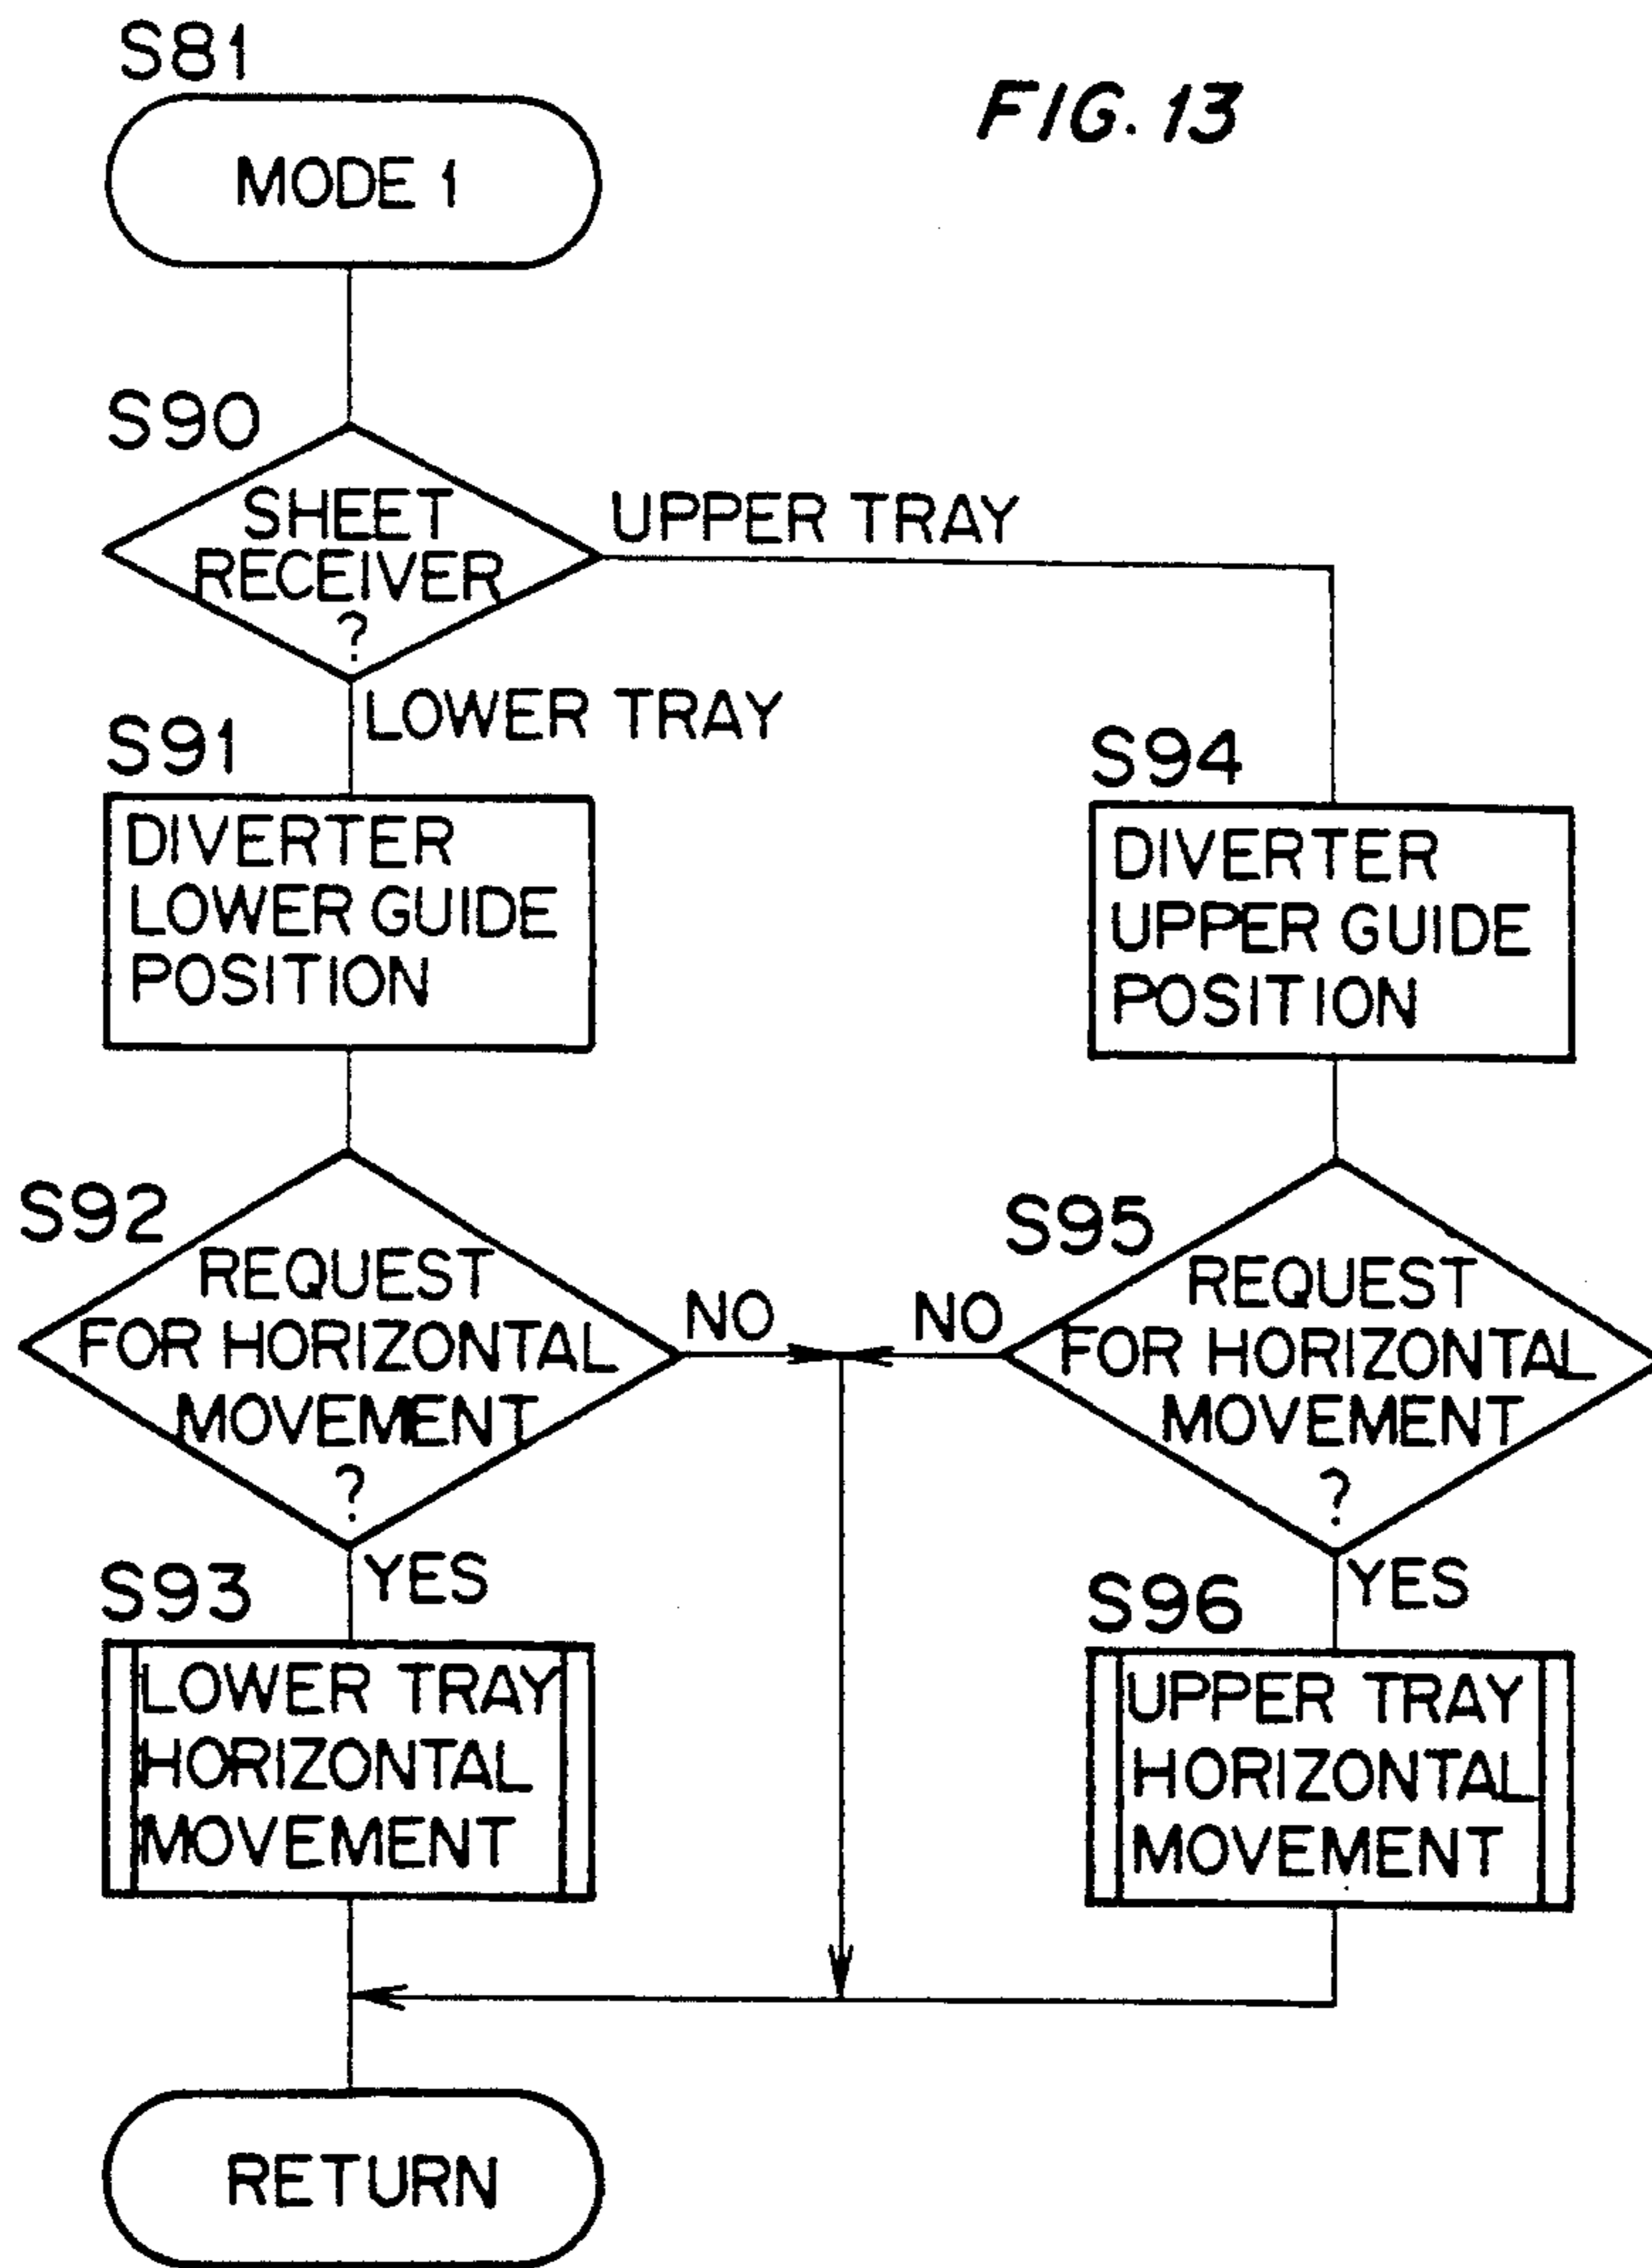 S81
FIG. 13
MODE 1
S90
SHEET
RECEIVER
?
UPPER TRAY
LOWER TRAY
S91
DIVERTER
LOWER GUIDE
POSITION
S94
DIVERTER
UPPER GUIDE
POSITION
S92
REQUEST
FOR HORIZONTAL
MOVEMENT
?
NO
NO
S95
REQUEST
FOR HORIZONTAL
MOVEMENT
?
YES
S93
LOWER TRAY
HORIZONTAL
MOVEMENT
YES
S96
UPPER TRAY
HORIZONTAL
MOVEMENT
RETURN